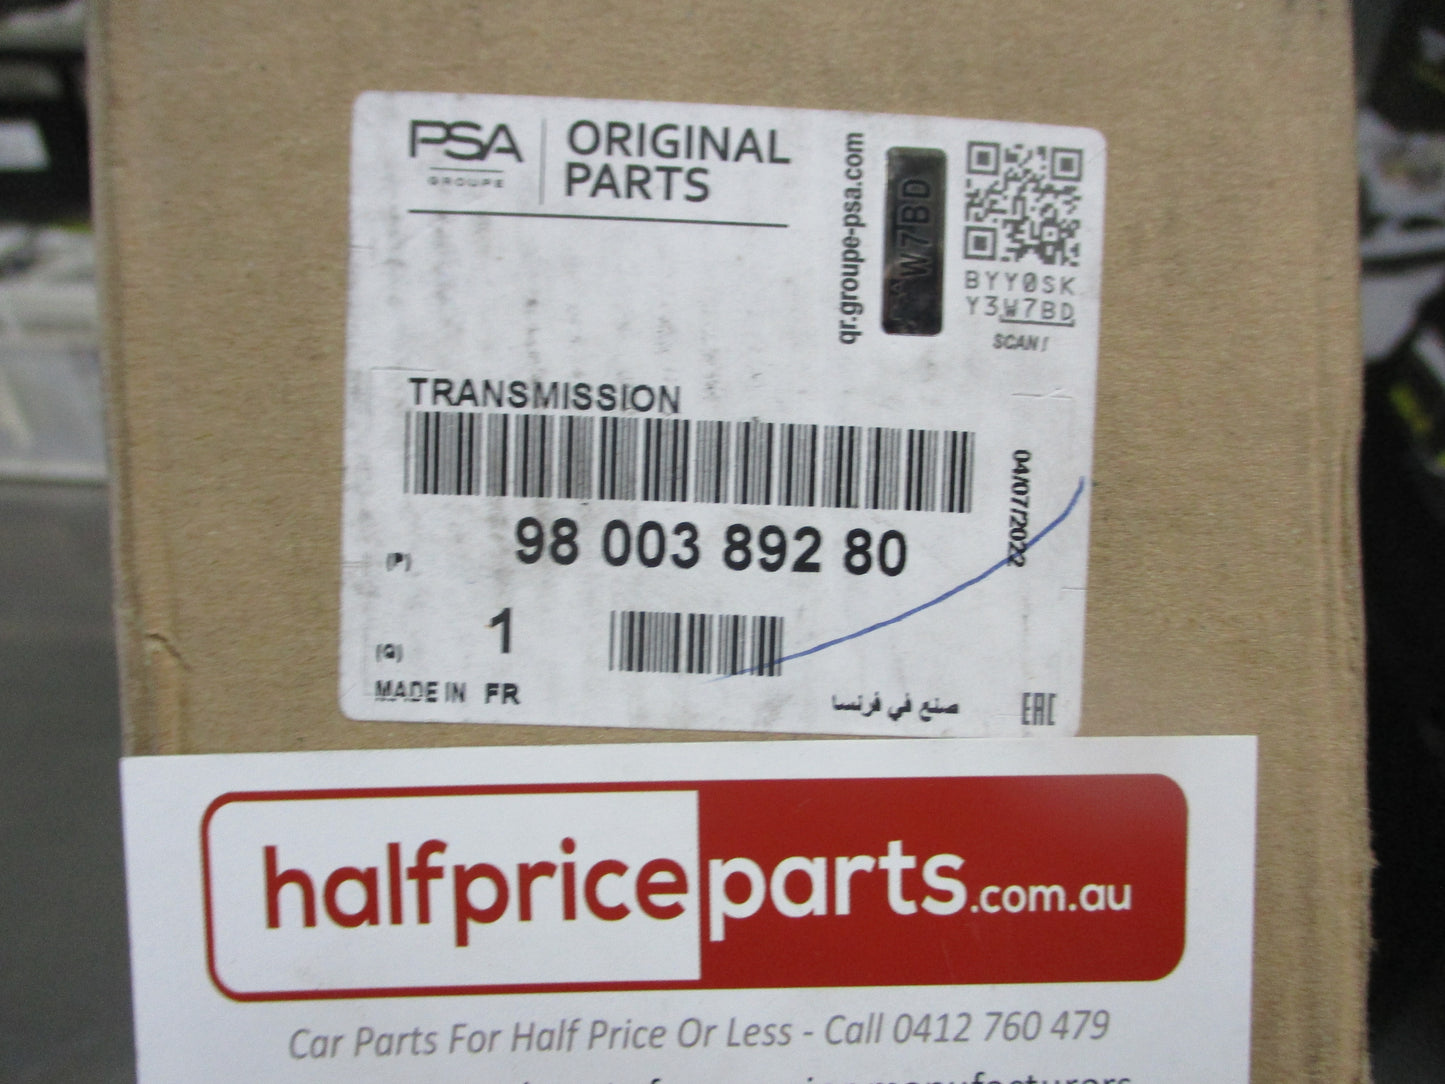 PSA
GROUPE
ORIGINAL
PARTS
qr.groupe-psa.com
W7BD
BYY0SK
Y3W7BD
SCAN!
TRANSMISSION
98 003 892 80
(P)
04/07/2022
1
(Q)
MADE IN FR
صنع في فرنسا
EAC
halfpriceparts.com.au
Car Parts For Half Price Or Less - Call 0412 760 479